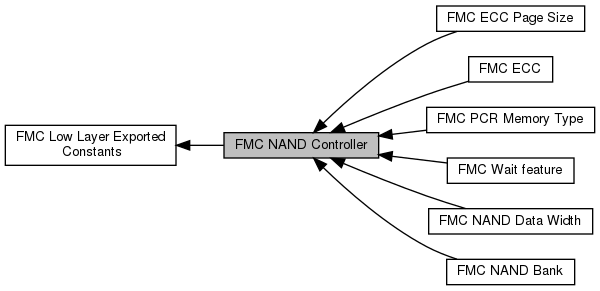 FMC ECC Page Size
FMC ECC
FMC PCR Memory Type
FMC Low Layer Exported
Constants
FMC NAND Controller
FMC Wait feature
FMC NAND Data Width
FMC NAND Bank